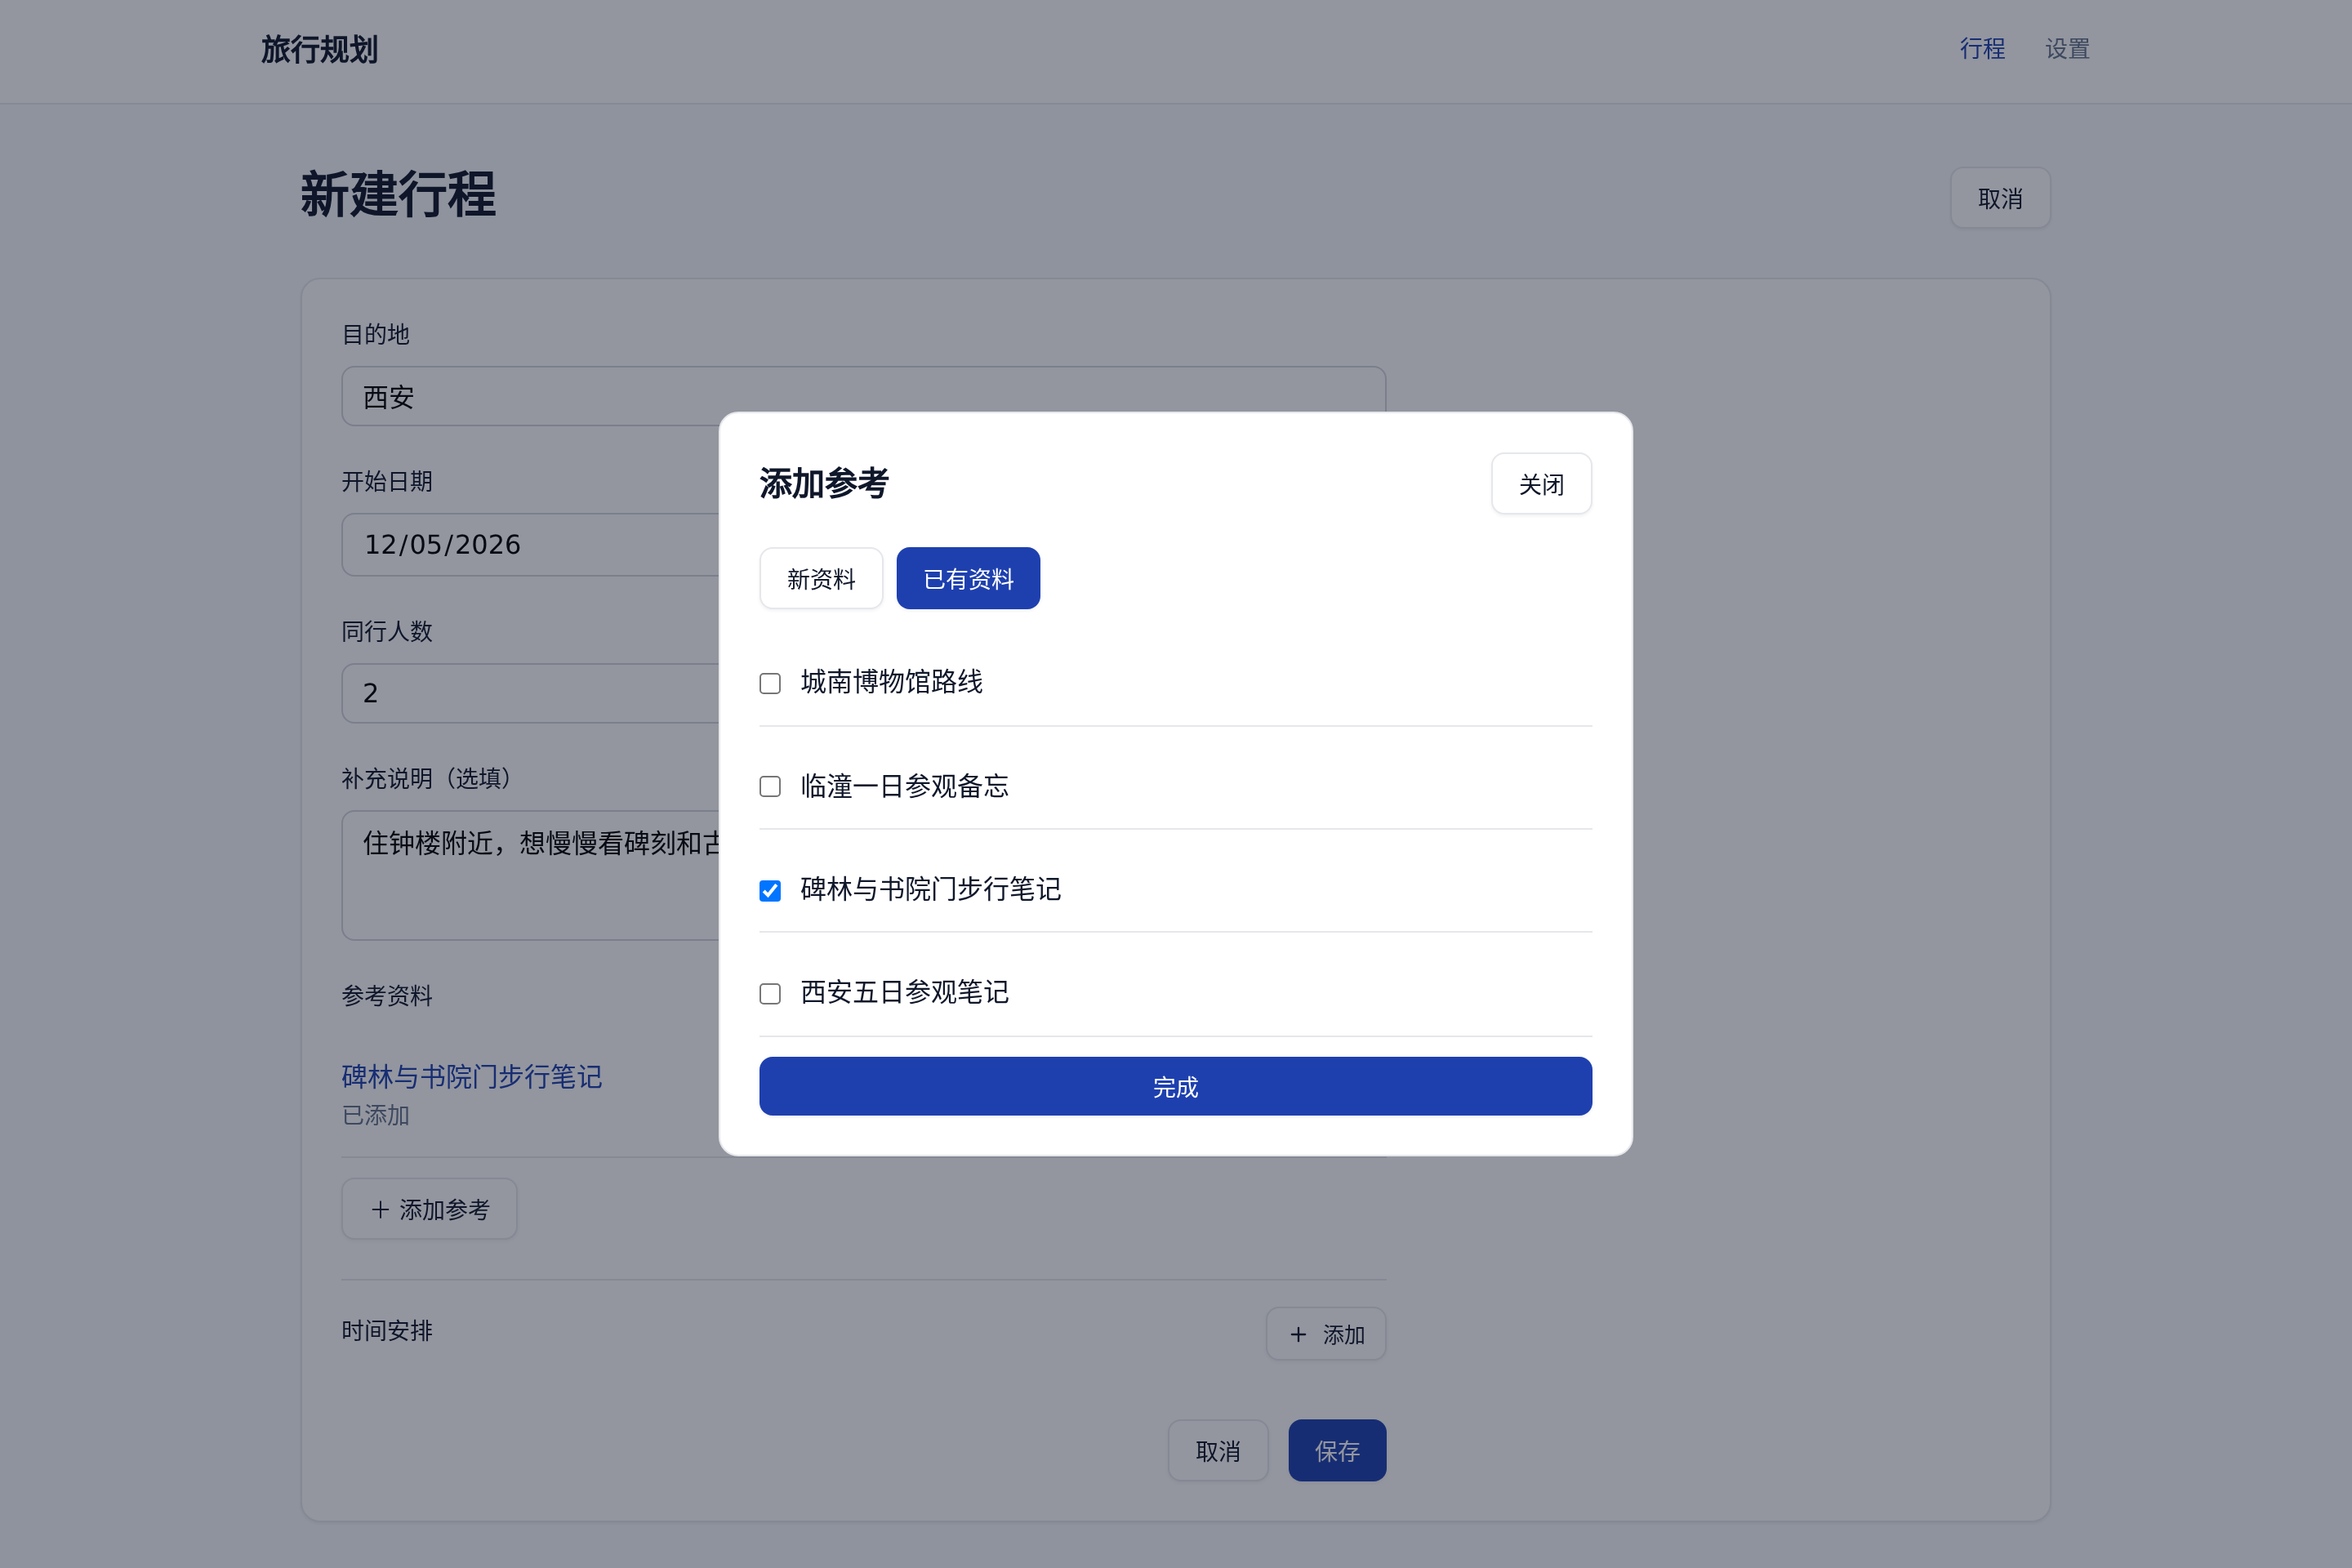 旅行规划
行程
设置
新建行程
取消
目的地
西安
开始日期
12/05/2026
同行人数
2
补充说明（选填）
住钟楼附近，想慢慢看碑刻和
参考资料
碑林与书院门步行笔记
已添加
＋ 添加参考
时间安排
＋ 添加
取消
保存
添加参考
关闭
新资料
已有资料
城南博物馆路线
临潼一日参观备忘
碑林与书院门步行笔记
西安五日参观笔记
完成